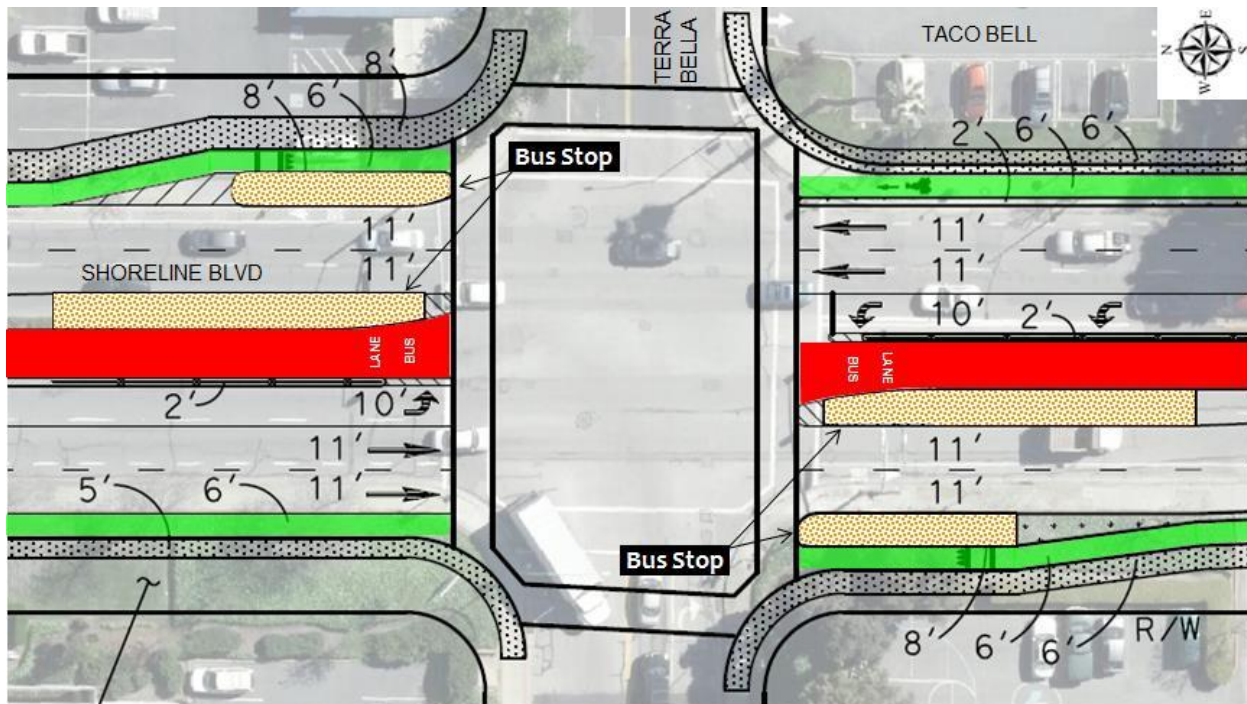 TERRA
BELLA
TACO BELL
E
N
S
W
8'
6'
8'
2'
6'
6'
Bus Stop
11'
11'
11'
11'
SHORELINE BLVD
10'
2'
LANE
BUS
BUS
LANE
2'
10'
11'
11'
11'
11'
5'
6'
Bus Stop
8'
6'
6'
R/W